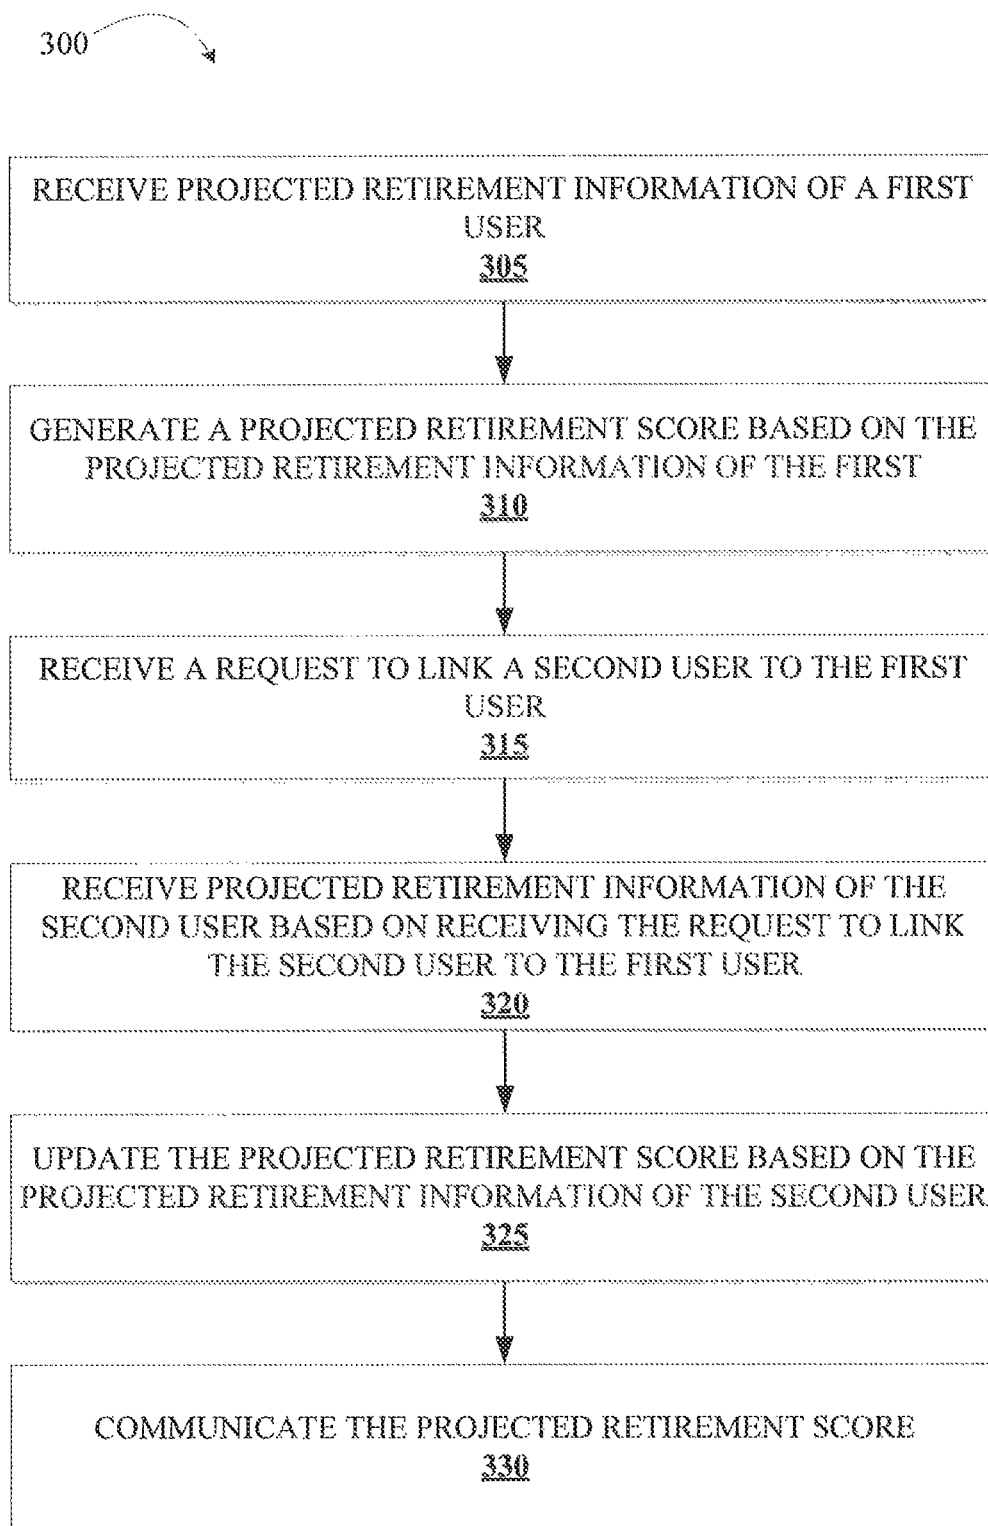 300
RECEIVE PROJECTED RETIREMENT INFORMATION OF A FIRST
USER
305
GENERATE A PROJECTED RETIREMENT SCORE BASED ON THE
PROJECTED RETIREMENT INFORMATION OF THE FIRST
310
RECEIVE A REQUEST TO LINK A SECOND USER TO THE FIRST
USER
315
RECEIVE PROJECTED RETIREMENT INFORMATION OF THE
SECOND USER BASED ON RECEIVING THE REQUEST TO LINK
THE SECOND USER TO THE FIRST USER
320
UPDATE THE PROJECTED RETIREMENT SCORE BASED ON THE
PROJECTED RETIREMENT INFORMATION OF THE SECOND USER
325
COMMUNICATE THE PROJECTED RETIREMENT SCORE
330